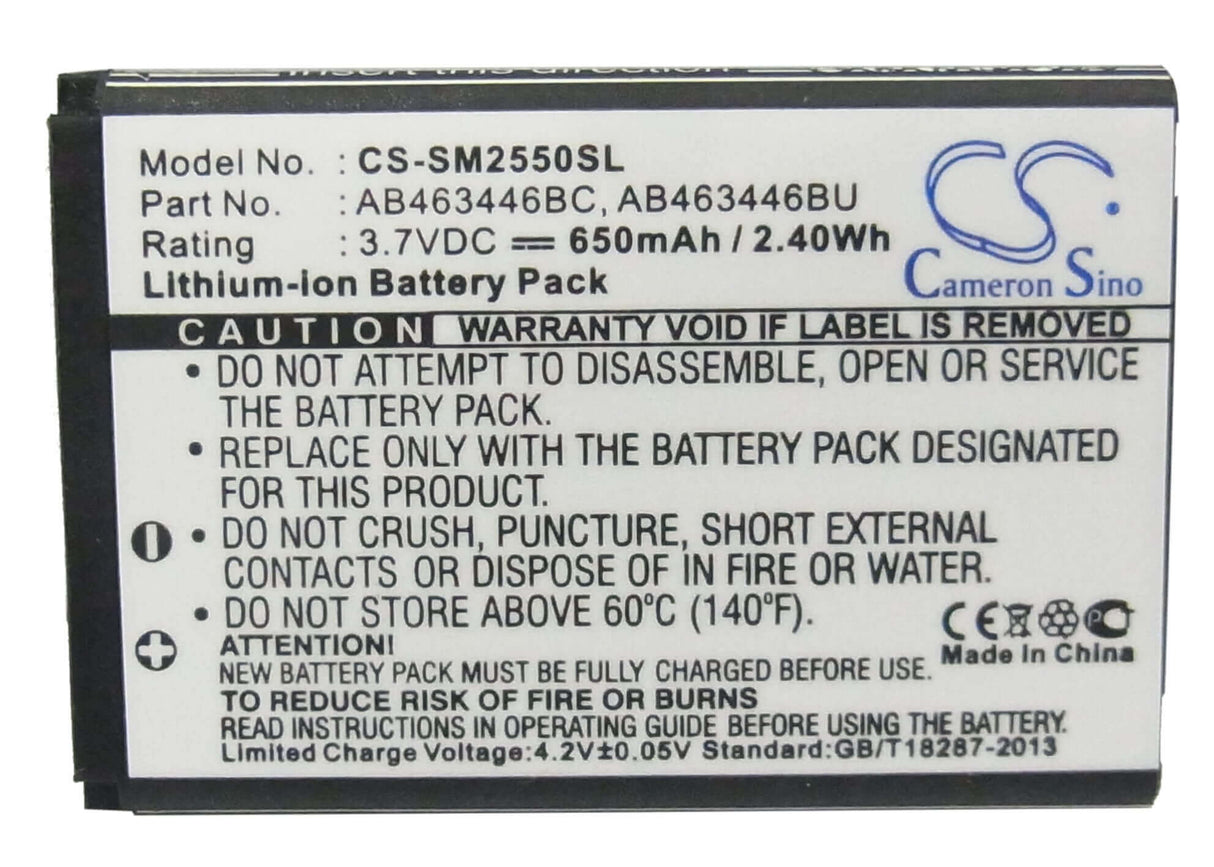 Insert this direction
Model No. : CS-SM2550SL
Part No. : AB463446BC, AB463446BU
Rating : 3.7VDC ⎓ 650mAh / 2.40Wh
Lithium-ion Battery Pack
CS
Cameron Sino
CAUTION WARRANTY VOID IF LABEL IS REMOVED
• DO NOT ATTEMPT TO DISASSEMBLE, OPEN OR SERVICE
THE BATTERY PACK.
• REPLACE ONLY WITH THE BATTERY PACK DESIGNATED
FOR THIS PRODUCT.
• DO NOT CRUSH, PUNCTURE, SHORT EXTERNAL
CONTACTS OR DISPOSE OF IN FIRE OR WATER.
• DO NOT STORE ABOVE 60°C (140°F).
CE
Made In China
ATTENTION!
NEW BATTERY PACK MUST BE FULLY CHARGED BEFORE USE.
TO REDUCE RISK OF FIRE OR BURNS
READ INSTRUCTIONS IN OPERATING GUIDE BEFORE USING THE BATTERY.
Limited Charge Voltage:4.2V±0.05V Standard:GB/T18287-2013